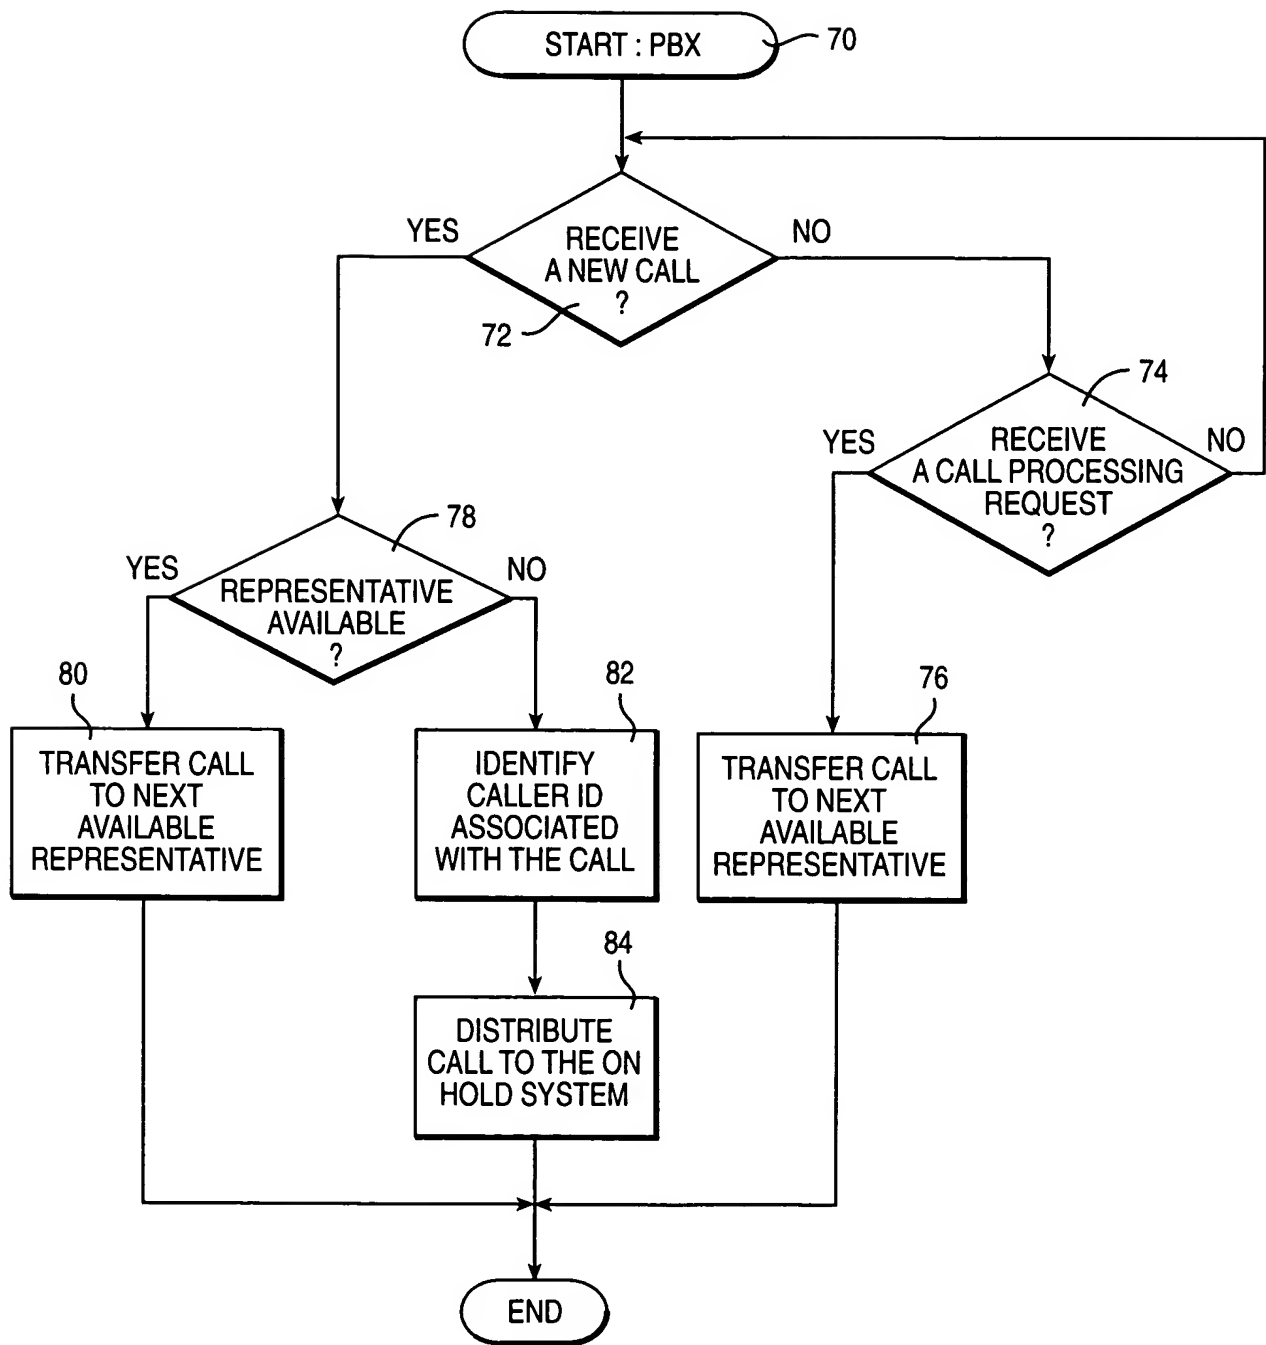 START : PBX
70
YES
RECEIVE
A NEW CALL
?
NO
72
74
YES
RECEIVE
A CALL PROCESSING
REQUEST
?
NO
78
YES
REPRESENTATIVE
AVAILABLE
?
NO
80
TRANSFER CALL
TO NEXT
AVAILABLE
REPRESENTATIVE
82
IDENTIFY
CALLER ID
ASSOCIATED
WITH THE CALL
76
TRANSFER CALL
TO NEXT
AVAILABLE
REPRESENTATIVE
84
DISTRIBUTE
CALL TO THE ON
HOLD SYSTEM
END